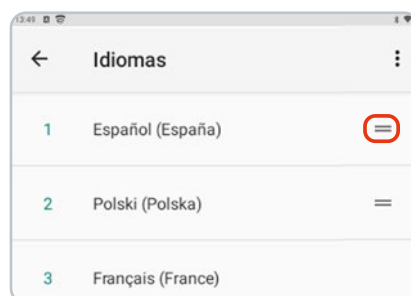 13:49
Idiomas
1 Español (España)
2 Polski (Polska)
3 Français (France)